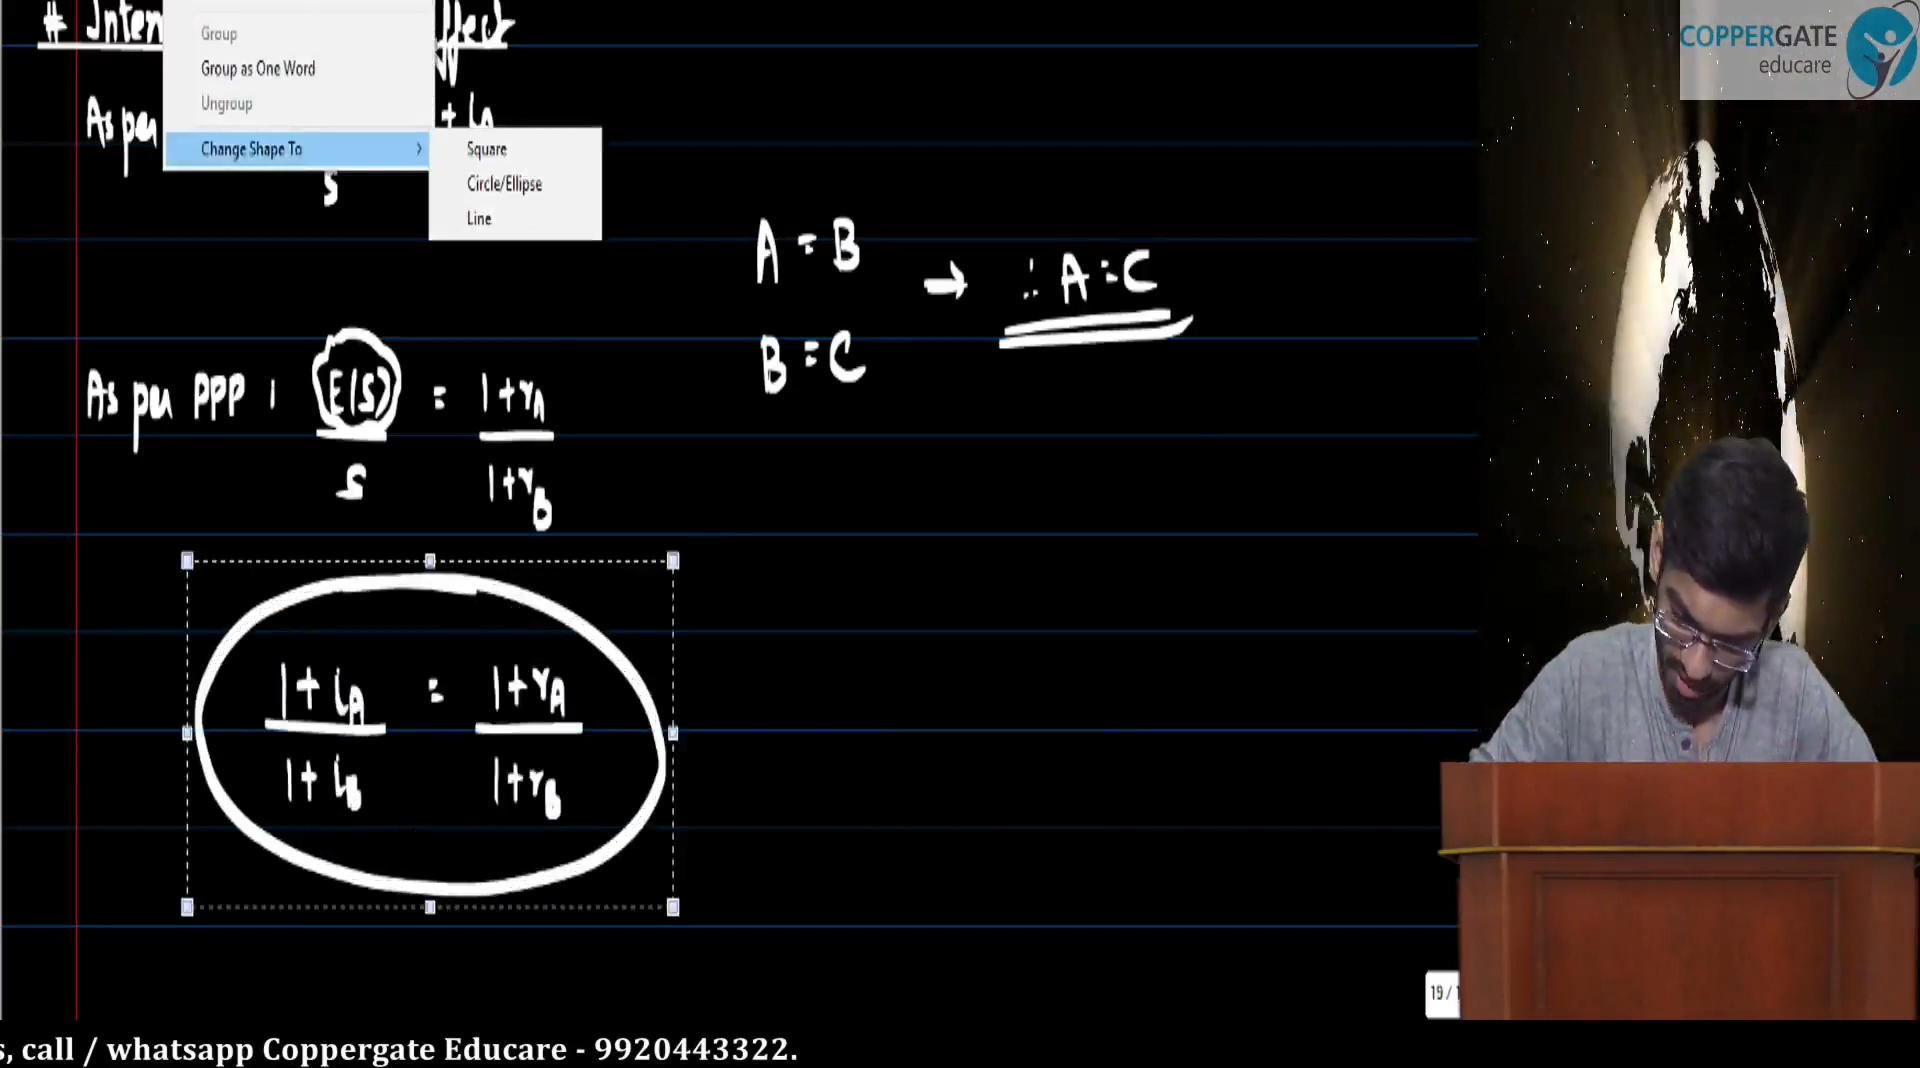 # Inten ffect
Group
Group as One Word
Ungroup
Change Shape To >
Square
Circle/Ellipse
Line
As per + iA
S
A = B
→ ∴ A = C
B = C
As per PPP : E(S) = 1+rA
S 1+rB
1+ iA = 1+rA
1+ iB 1+rB
COPPERGATE
educare
19 / 1
s, call / whatsapp Coppergate Educare - 9920443322.